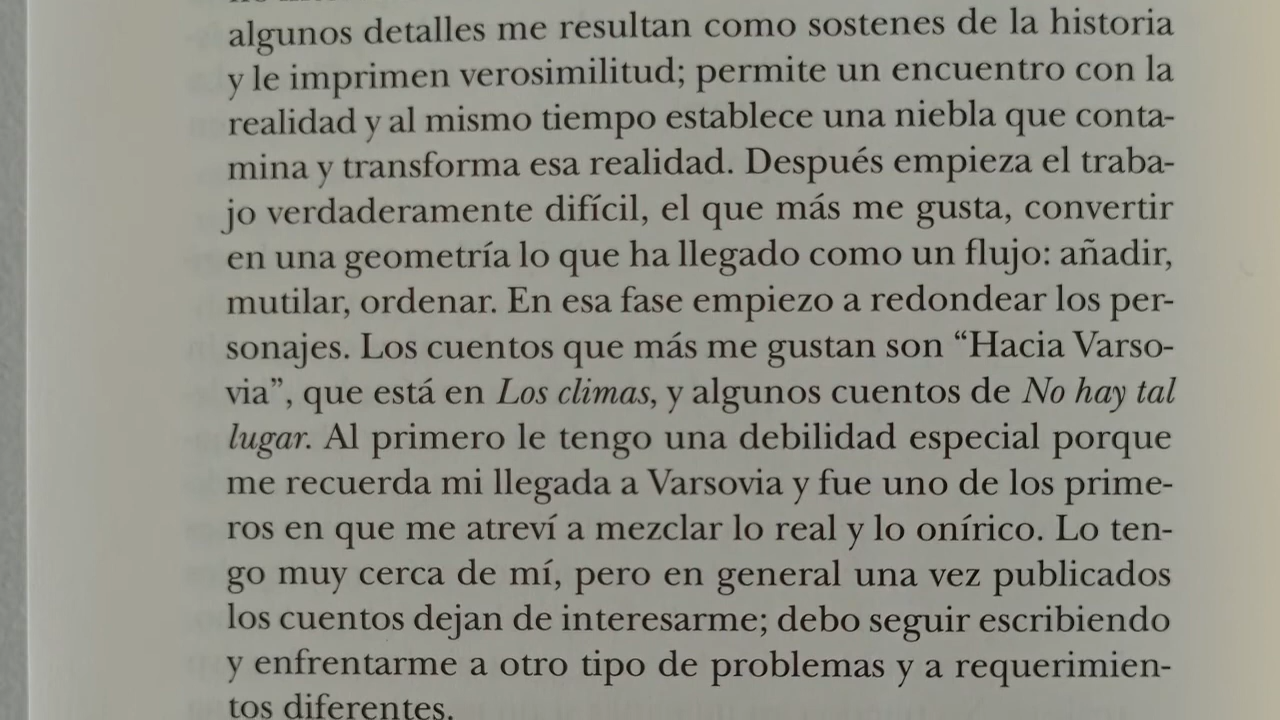 algunos detalles me resultan como sostenes de la historia
y le imprimen verosimilitud; permite un encuentro con la
realidad y al mismo tiempo establece una niebla que conta-
mina y transforma esa realidad. Después empieza el traba-
jo verdaderamente difícil, el que más me gusta, convertir
en una geometría lo que ha llegado como un flujo: añadir,
mutilar, ordenar. En esa fase empiezo a redondear los per-
sonajes. Los cuentos que más me gustan son “Hacia Varso-
via”, que está en Los climas, y algunos cuentos de No hay tal
lugar. Al primero le tengo una debilidad especial porque
me recuerda mi llegada a Varsovia y fue uno de los prime-
ros en que me atreví a mezclar lo real y lo onírico. Lo ten-
go muy cerca de mí, pero en general una vez publicados
los cuentos dejan de interesarme; debo seguir escribiendo
y enfrentarme a otro tipo de problemas y a requerimien-
tos diferentes.